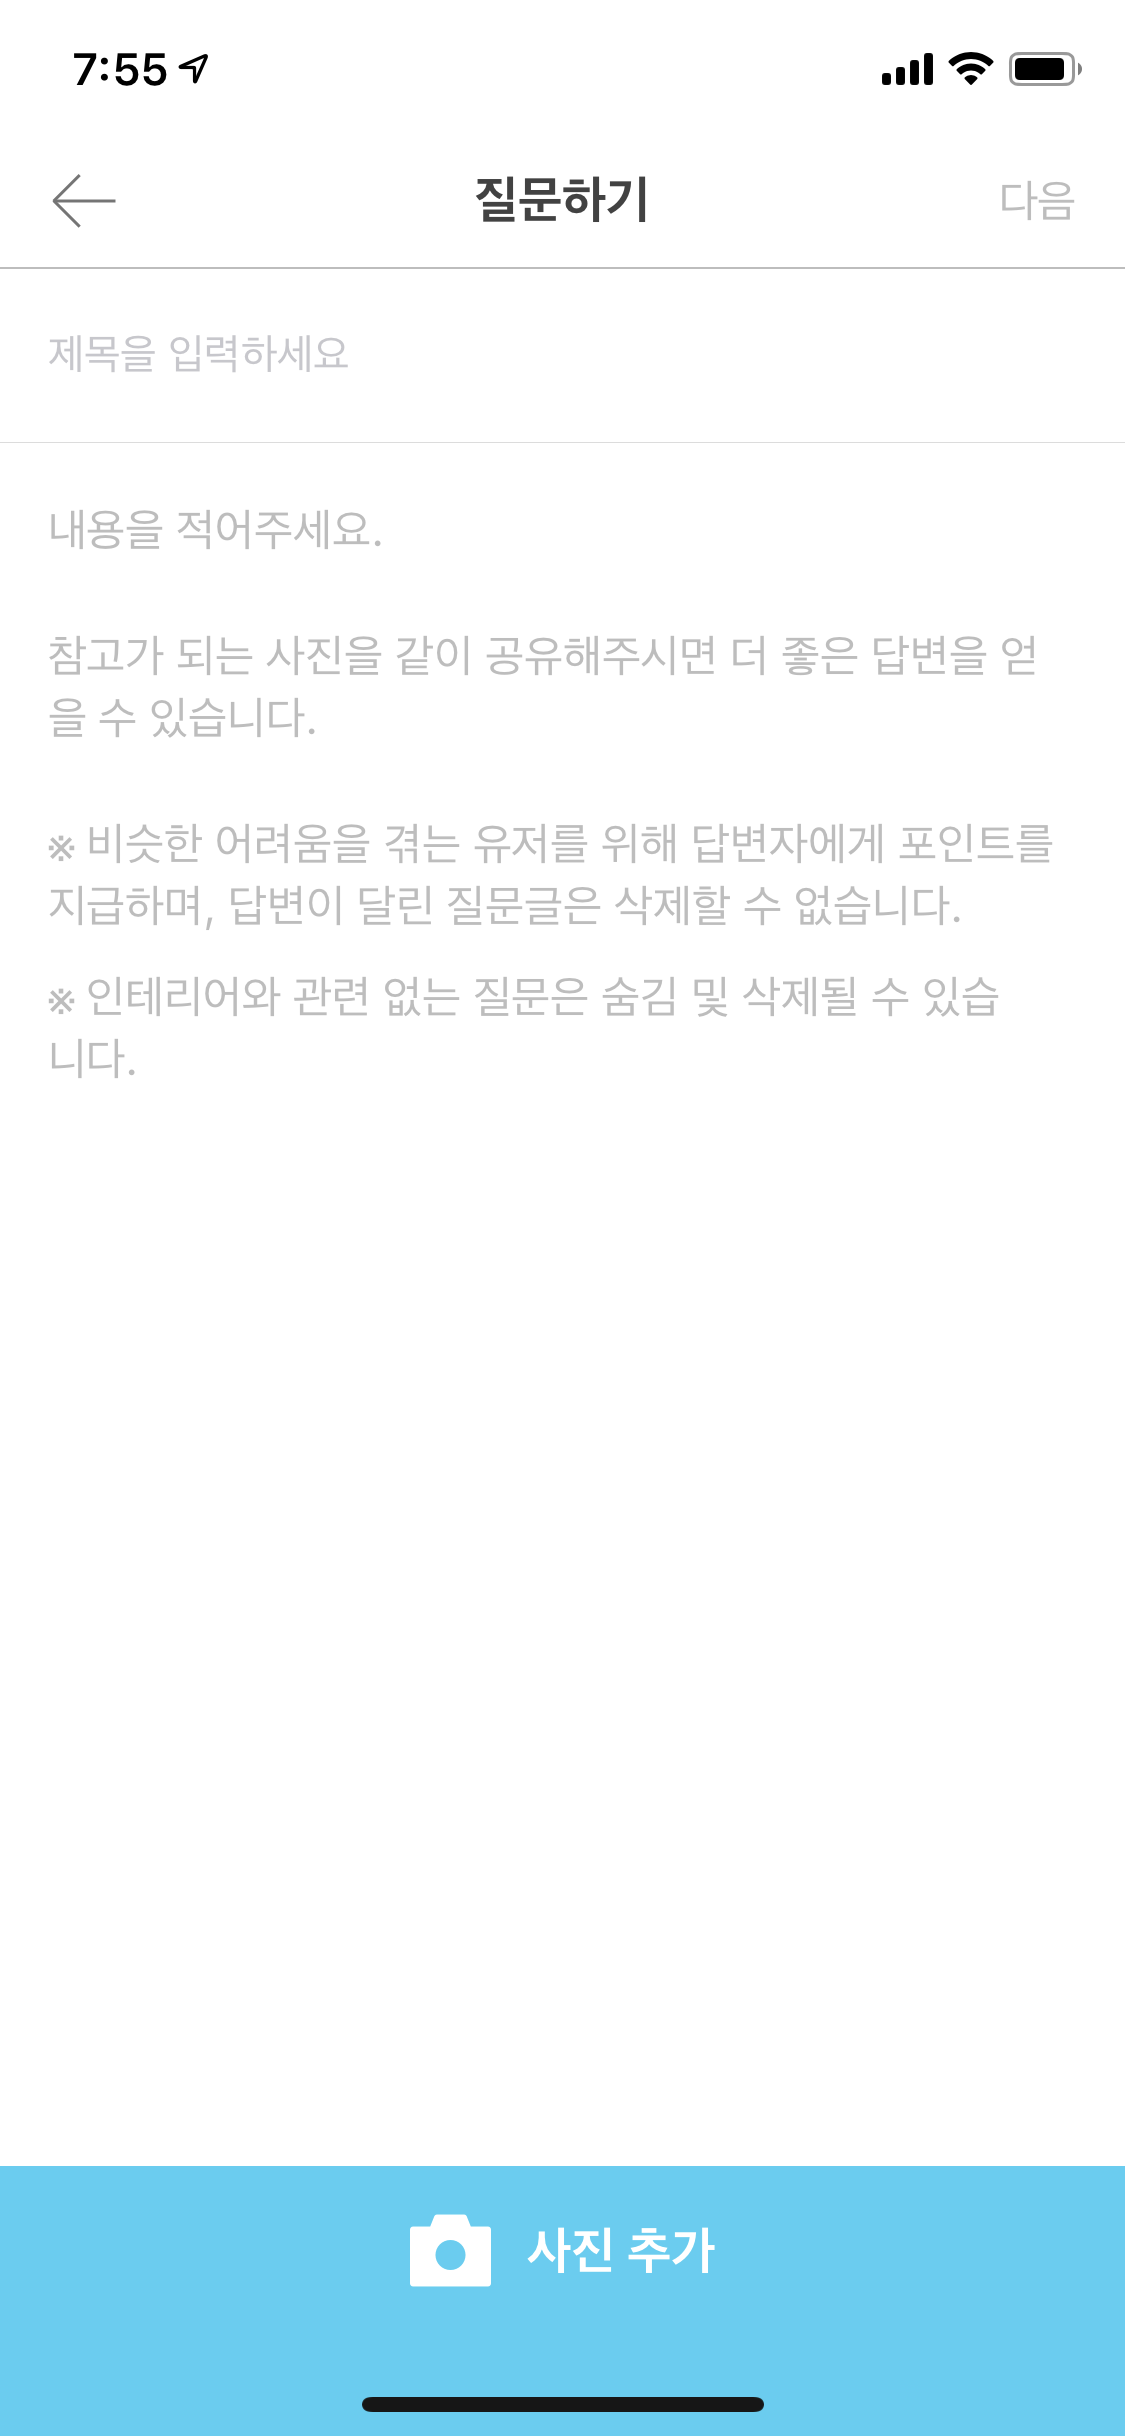 7:55
질문하기
다음
제목을 입력하세요
내용을 적어주세요.
참고가 되는 사진을 같이 공유해주시면 더 좋은 답변을 얻
을 수 있습니다.
※ 비슷한 어려움을 겪는 유저를 위해 답변자에게 포인트를
지급하며, 답변이 달린 질문글은 삭제할 수 없습니다.
※ 인테리어와 관련 없는 질문은 숨김 및 삭제될 수 있습
니다.
사진 추가